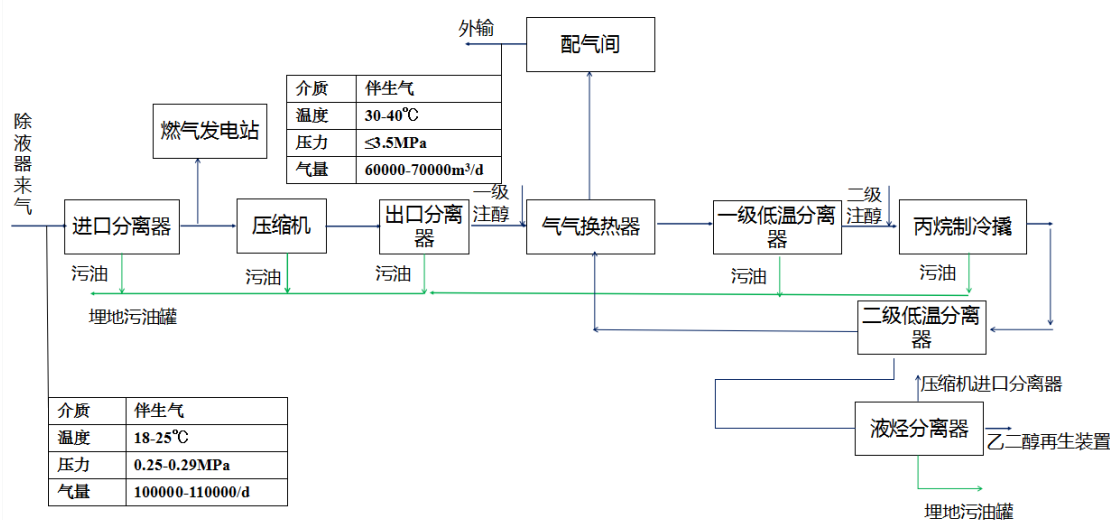 外输
配气间
介质 伴生气
温度 30-40℃
压力 ≤3.5MPa
气量 60000-70000m³/d
除液器来气
燃气发电站
一级
注醇
二级
注醇
进口分离器
压缩机
出口分离
器
气气换热器
一级低温分离
器
丙烷制冷撬
污油
污油
污油
污油
污油
埋地污油罐
二级低温分离
器
压缩机进口分离器
液烃分离器
乙二醇再生装置
埋地污油罐
介质 伴生气
温度 18-25℃
压力 0.25-0.29MPa
气量 100000-110000/d